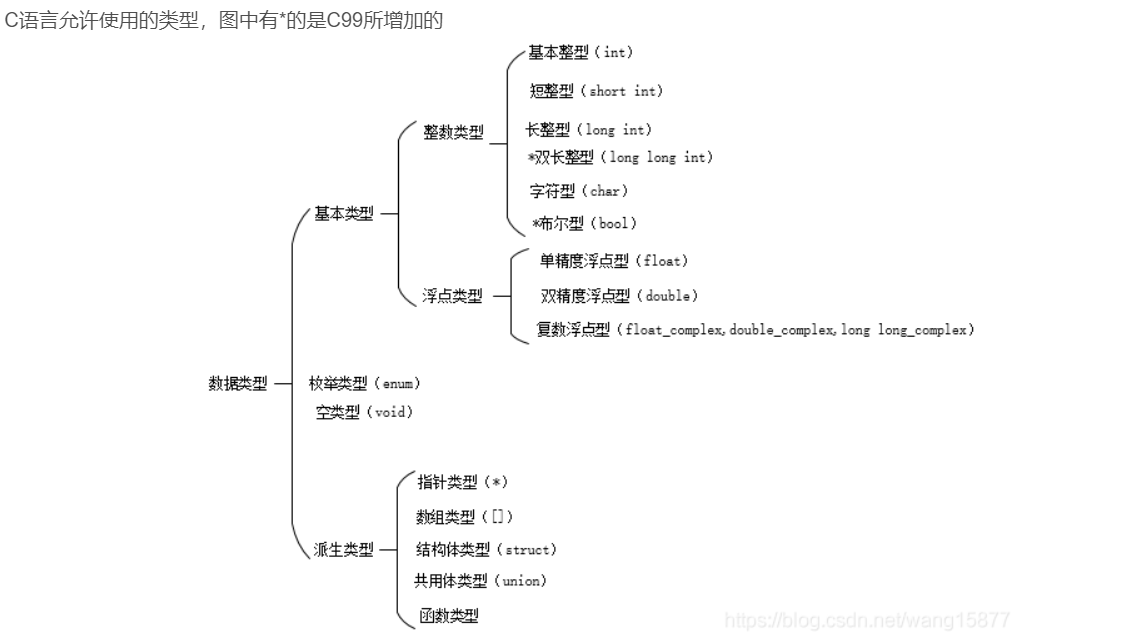 C语言允许使用的类型，图中有*的是C99所增加的
基本整型（int）
短整型（short int）
整数类型
长整型（long int）
*双长整型（long long int）
字符型（char）
基本类型
*布尔型（bool）
单精度浮点型（float）
浮点类型
双精度浮点型（double）
复数浮点型（float_complex,double_complex,long long_complex）
数据类型
枚举类型（enum）
空类型（void）
指针类型（*）
数组类型（[]）
派生类型
结构体类型（struct）
共用体类型（union）
函数类型
https://blog.csdn.net/wang15877